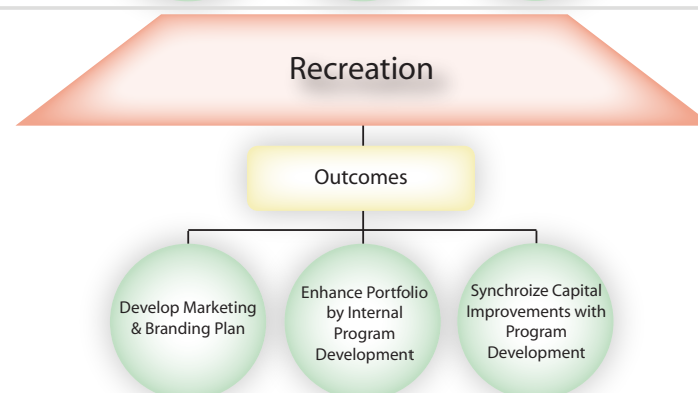 Recreation
Outcomes
Develop Marketing
& Branding Plan
Enhance Portfolio
by Internal
Program
Development
Synchroize Capital
Improvements with
Program
Development